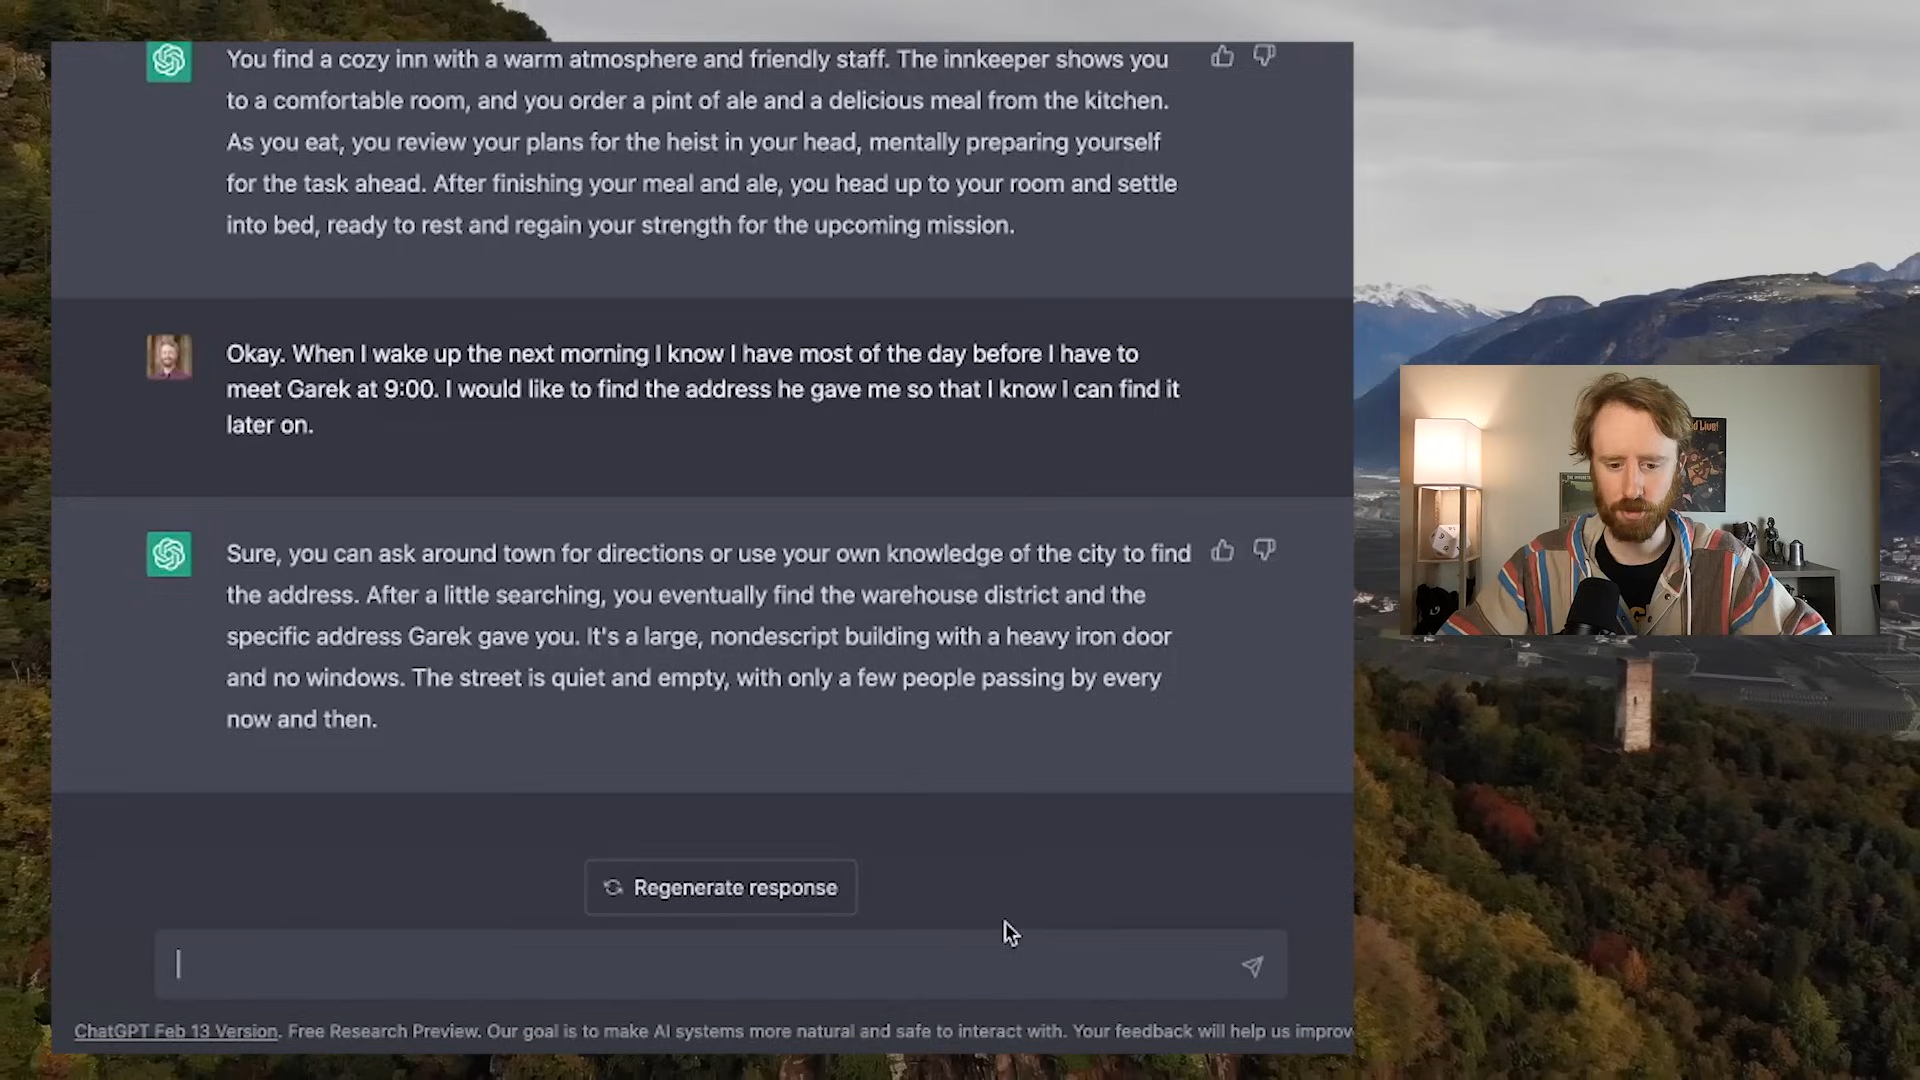 You find a cozy inn with a warm atmosphere and friendly staff. The innkeeper shows you
to a comfortable room, and you order a pint of ale and a delicious meal from the kitchen.
As you eat, you review your plans for the heist in your head, mentally preparing yourself
for the task ahead. After finishing your meal and ale, you head up to your room and settle
into bed, ready to rest and regain your strength for the upcoming mission.
Okay. When I wake up the next morning I know I have most of the day before I have to
meet Garek at 9:00. I would like to find the address he gave me so that I know I can find it
later on.
Sure, you can ask around town for directions or use your own knowledge of the city to find
the address. After a little searching, you eventually find the warehouse district and the
specific address Garek gave you. It's a large, nondescript building with a heavy iron door
and no windows. The street is quiet and empty, with only a few people passing by every
now and then.
Regenerate response
ChatGPT Feb 13 Version. Free Research Preview. Our goal is to make AI systems more natural and safe to interact with. Your feedback will help us improv
Live!